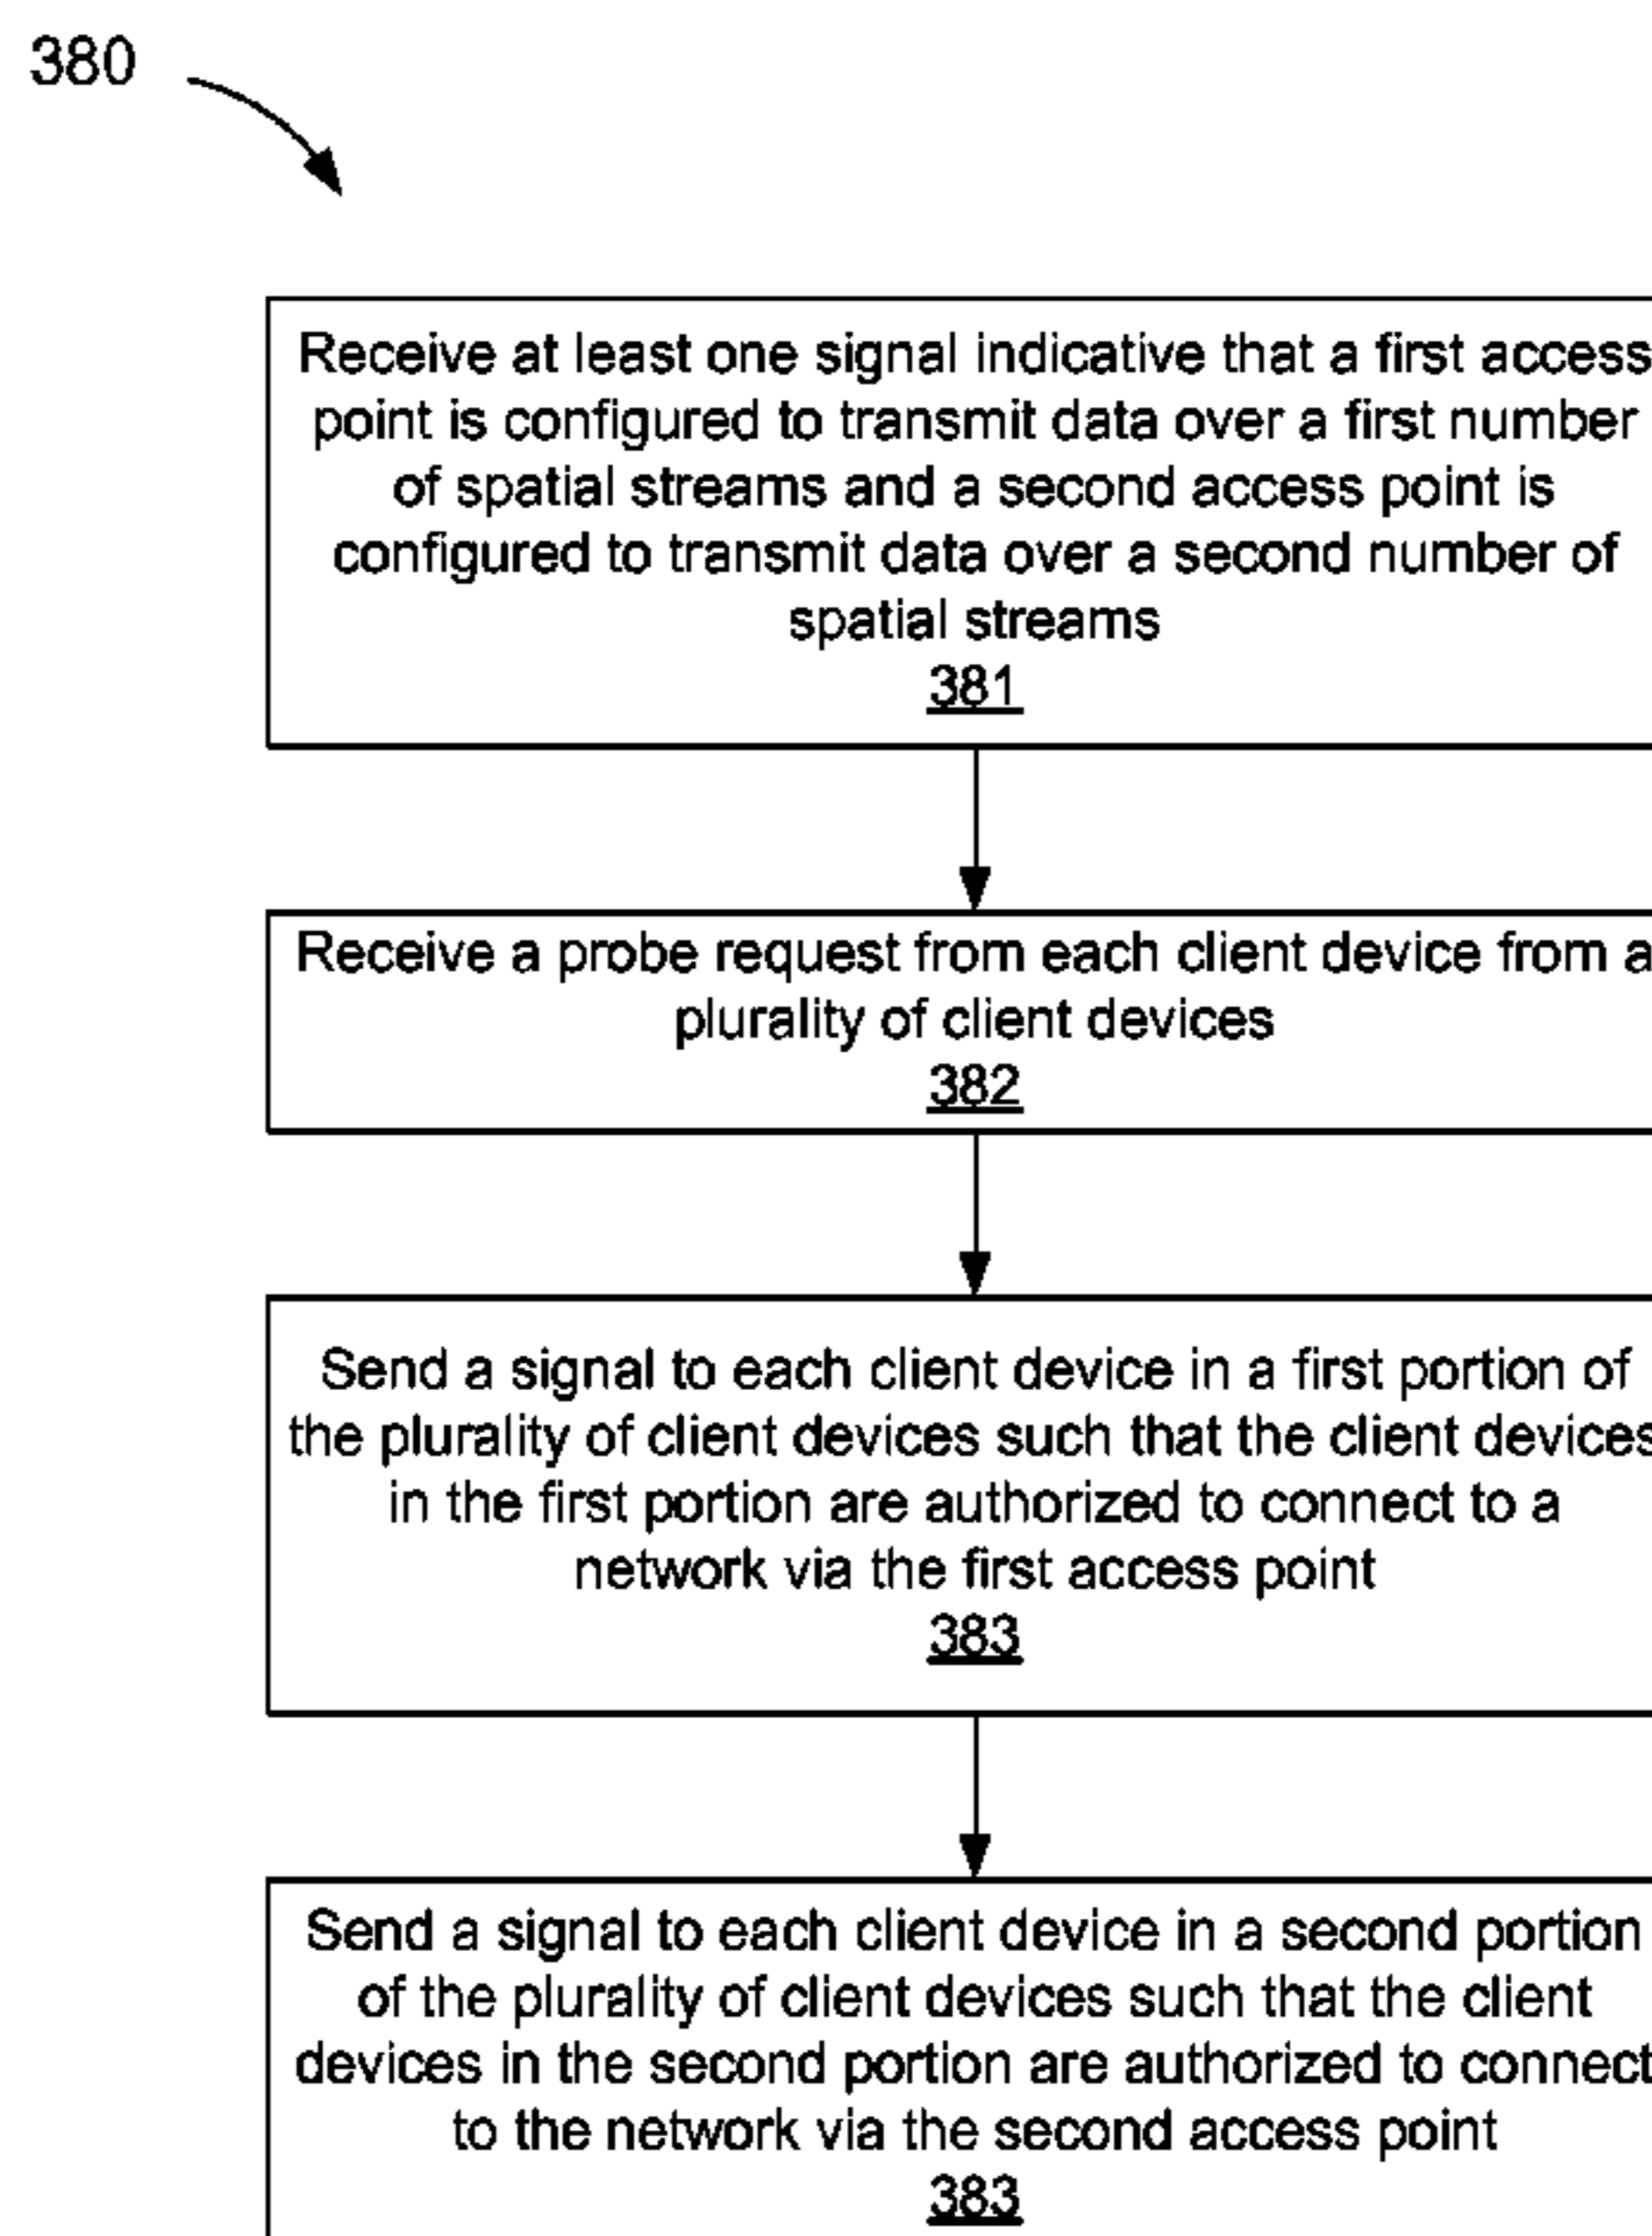 380
Receive at least one signal indicative that a first access
point is configured to transmit data over a first number
of spatial streams and a second access point is
configured to transmit data over a second number of
spatial streams
381
Receive a probe request from each client device from a
plurality of client devices
382
Send a signal to each client device in a first portion of
the plurality of client devices such that the client devices
in the first portion are authorized to connect to a
network via the first access point
383
Send a signal to each client device in a second portion
of the plurality of client devices such that the client
devices in the second portion are authorized to connect
to the network via the second access point
383